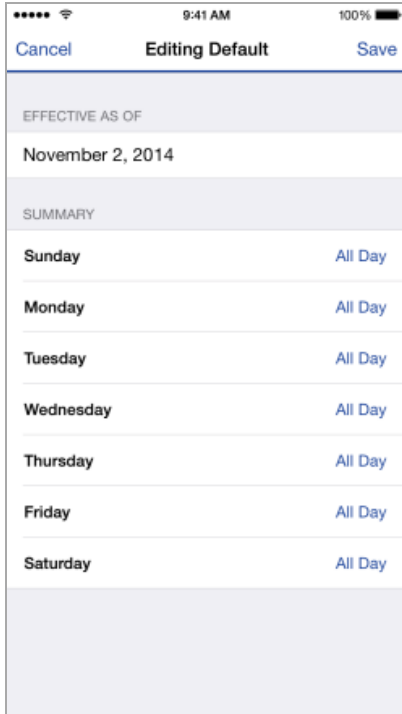 9:41 AM 100%
Cancel Editing Default Save
EFFECTIVE AS OF
November 2, 2014
SUMMARY
Sunday All Day
Monday All Day
Tuesday All Day
Wednesday All Day
Thursday All Day
Friday All Day
Saturday All Day